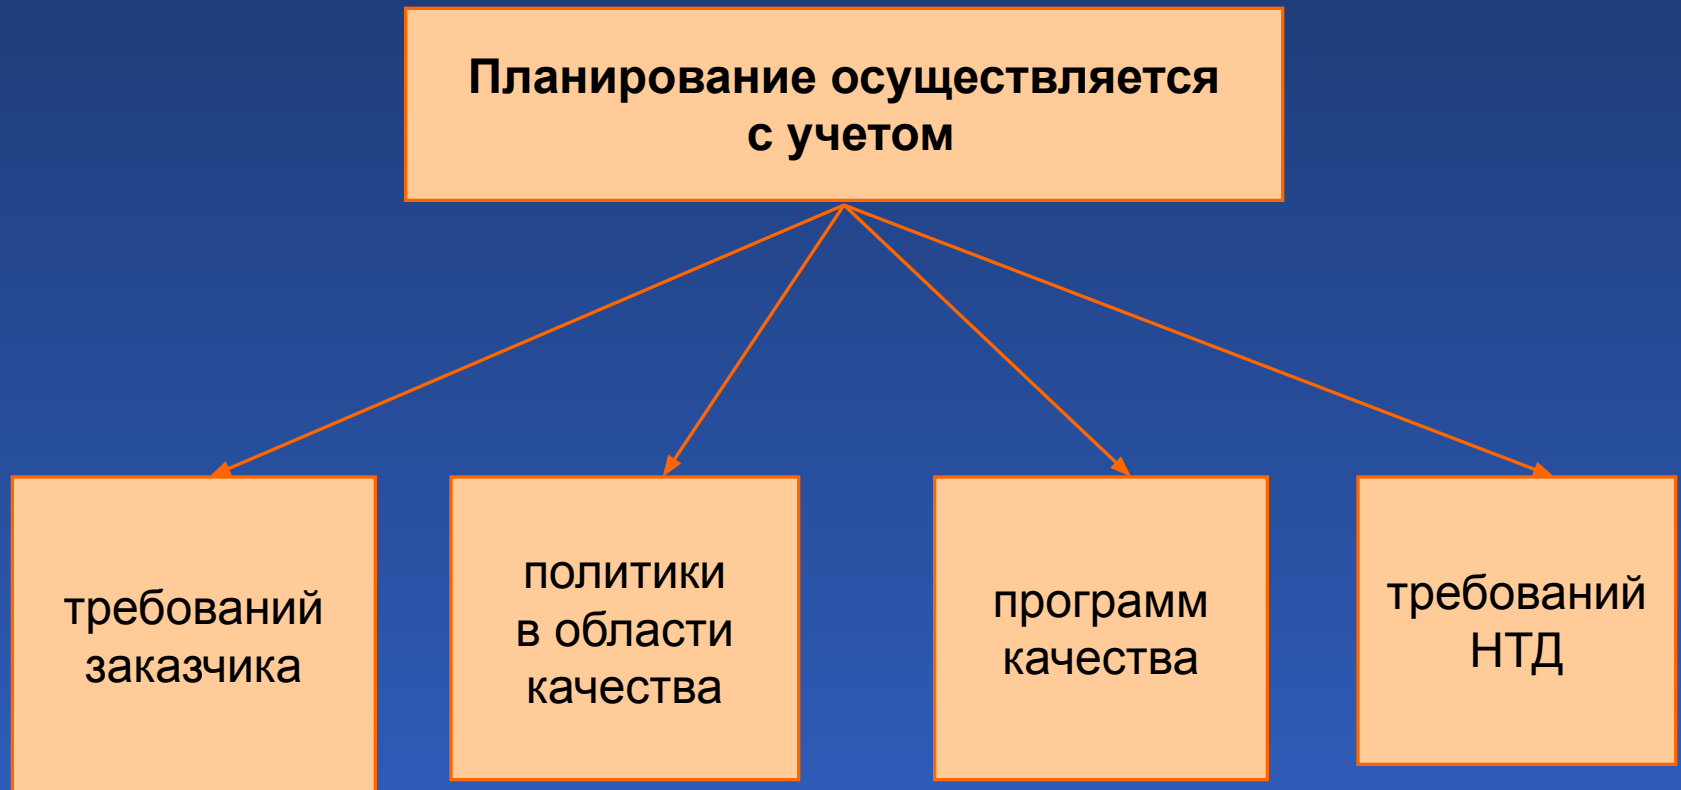 Планирование осуществляется
с учетом
требований
заказчика
политики
в области
качества
программ
качества
требований
НТД